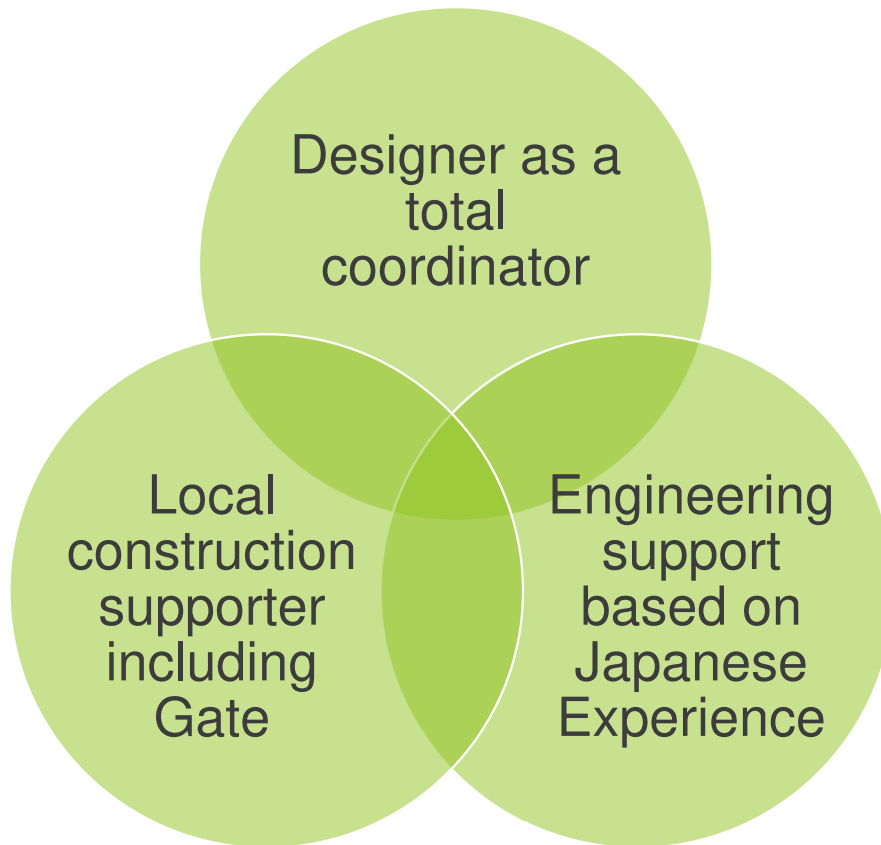 Designer as a
total
coordinator
Local
construction
supporter
including
Gate
Engineering
support
based on
Japanese
Experience